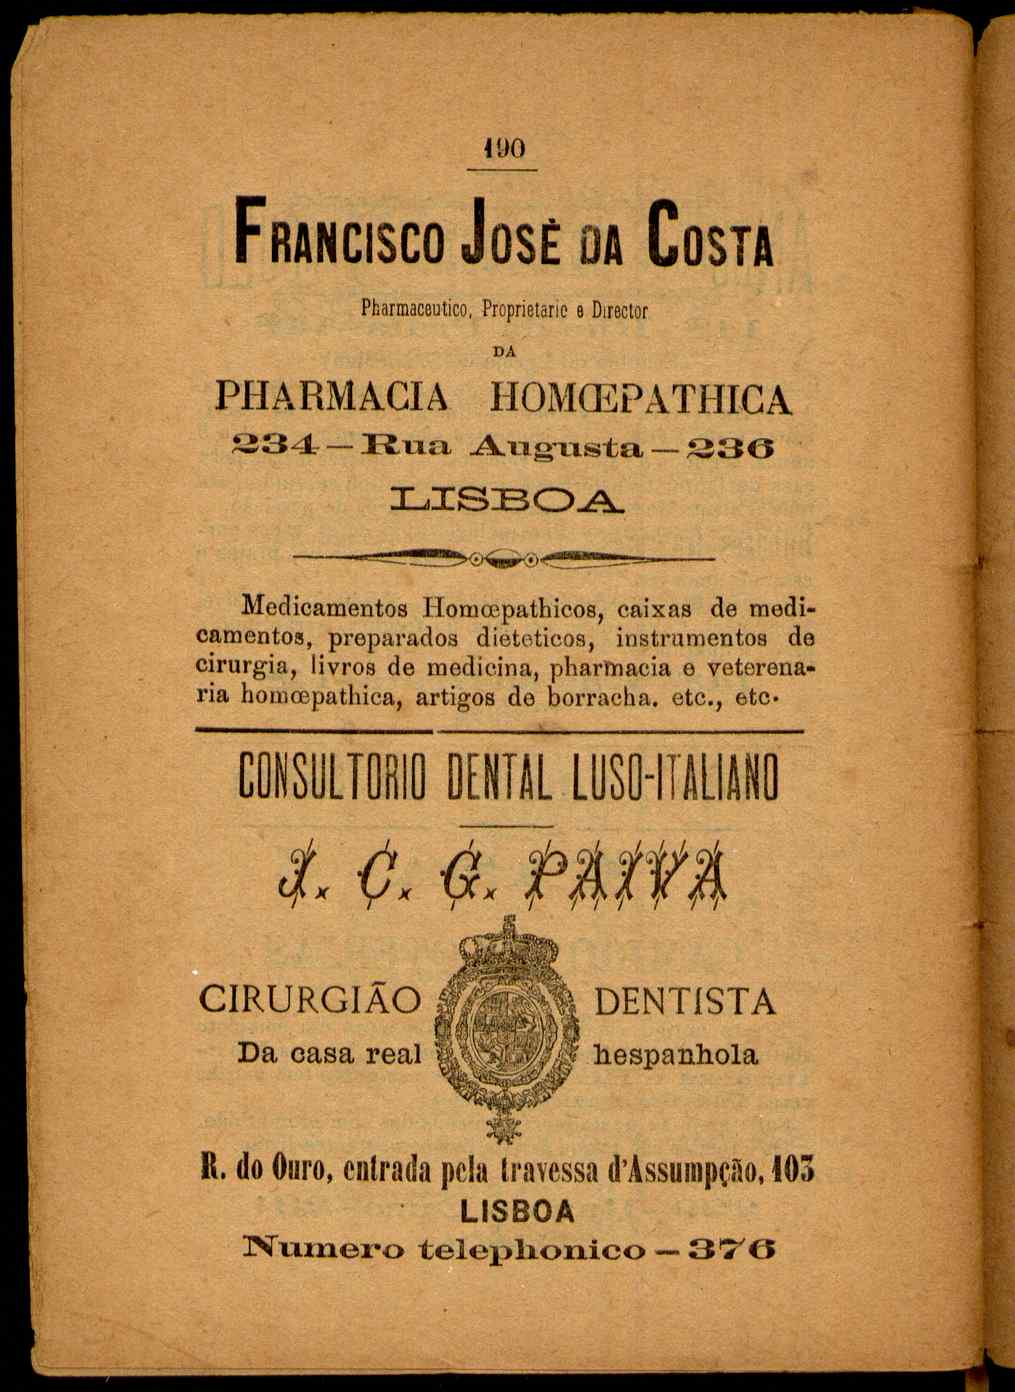 190
FRANCISCO JOSÈ DA COSTA
Pharmaceutico, Proprietario e Director
DA
PHARMACIA HOMŒPATHICA
234—Rua Augusta—236
LISBOA
Medicamentos Homœpathicos, caixas de medi-
camentos, preparados dieteticos, instrumentos de
cirurgia, livros de medicina, pharmacia e veterena-
ria homœpathica, artigos de borracha. etc., etc.
CONSULTORIO DENTAL LUSO-ITALIANO
J. C. G. PAIVA
CIRURGIÃO DENTISTA
Da casa real hespanhola
R. do Ouro, entrada pela travessa d'Assumpção, 103
LISBOA
Numero telephonico—376